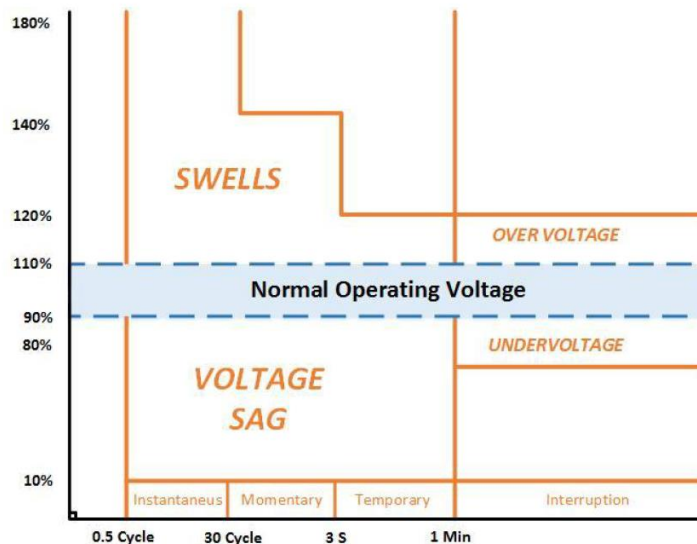 180%
140%
SWELLS
120%
OVER VOLTAGE
110%
Normal Operating Voltage
90%
80%
UNDERVOLTAGE
VOLTAGE
SAG
10%
Instantaneus Momentary Temporary Interruption
0.5 Cycle 30 Cycle 3 S 1 Min